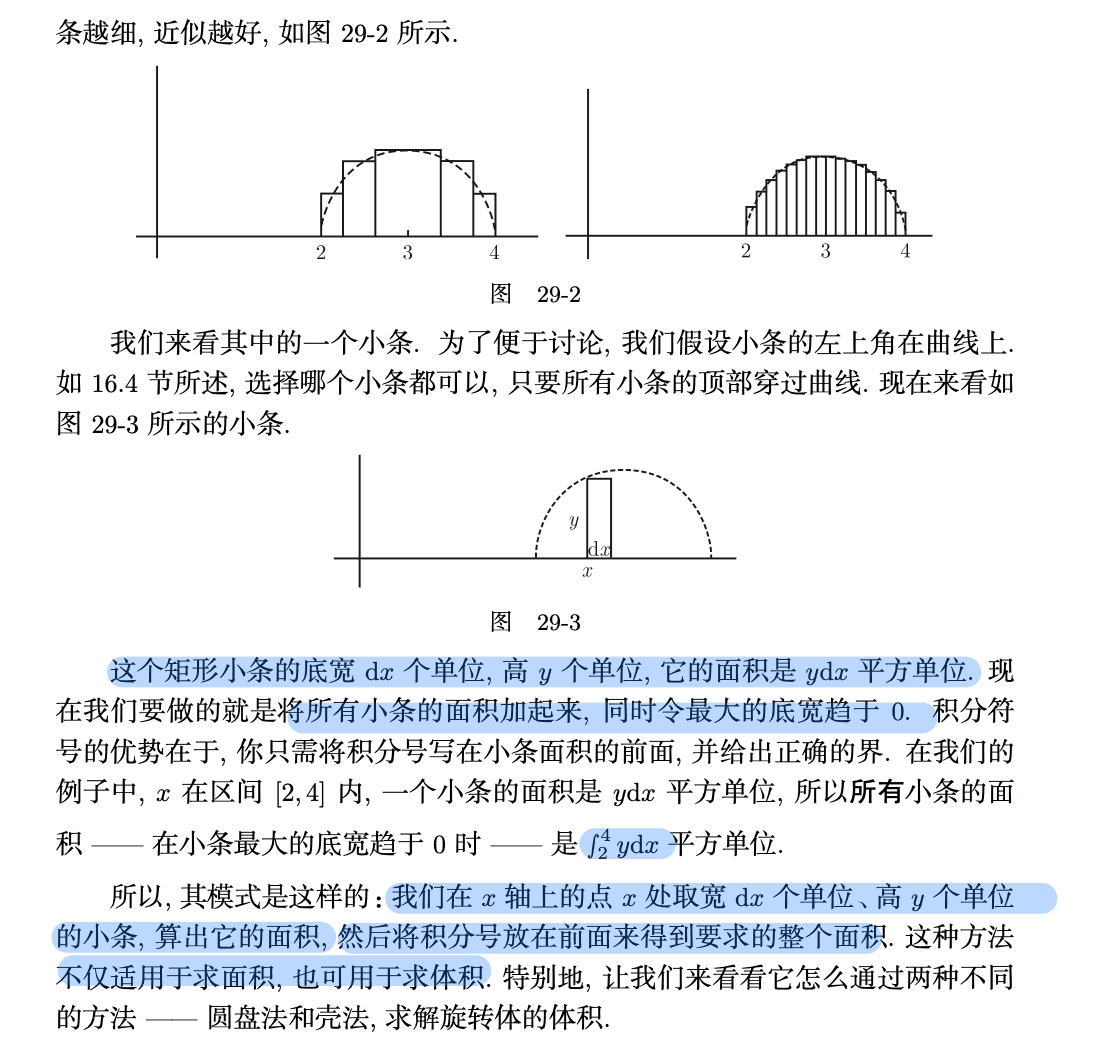 条越细, 近似越好, 如图 29-2 所示.
2 3 4 2 3 4
图 29-2
我们来看其中的一个小条. 为了便于讨论, 我们假设小条的左上角在曲线上.
如 16.4 节所述, 选择哪个小条都可以, 只要所有小条的顶部穿过曲线. 现在来看如
图 29-3 所示的小条.
y
dx
x
图 29-3
这个矩形小条的底宽 dx 个单位, 高 y 个单位, 它的面积是 ydx 平方单位. 现
在我们要做的就是将所有小条的面积加起来, 同时令最大的底宽趋于 0. 积分符
号的优势在于, 你只需将积分号写在小条面积的前面, 并给出正确的界. 在我们的
例子中, x 在区间 [2, 4] 内, 一个小条的面积是 ydx 平方单位, 所以所有小条的面
积 —— 在小条最大的底宽趋于 0 时 —— 是 ∫₂⁴ ydx 平方单位.
所以, 其模式是这样的: 我们在 x 轴上的点 x 处取宽 dx 个单位、高 y 个单位
的小条, 算出它的面积, 然后将积分号放在前面来得到要求的整个面积. 这种方法
不仅适用于求面积, 也可用于求体积. 特别地, 让我们来看看它怎么通过两种不同
的方法 —— 圆盘法和壳法, 求解旋转体的体积.